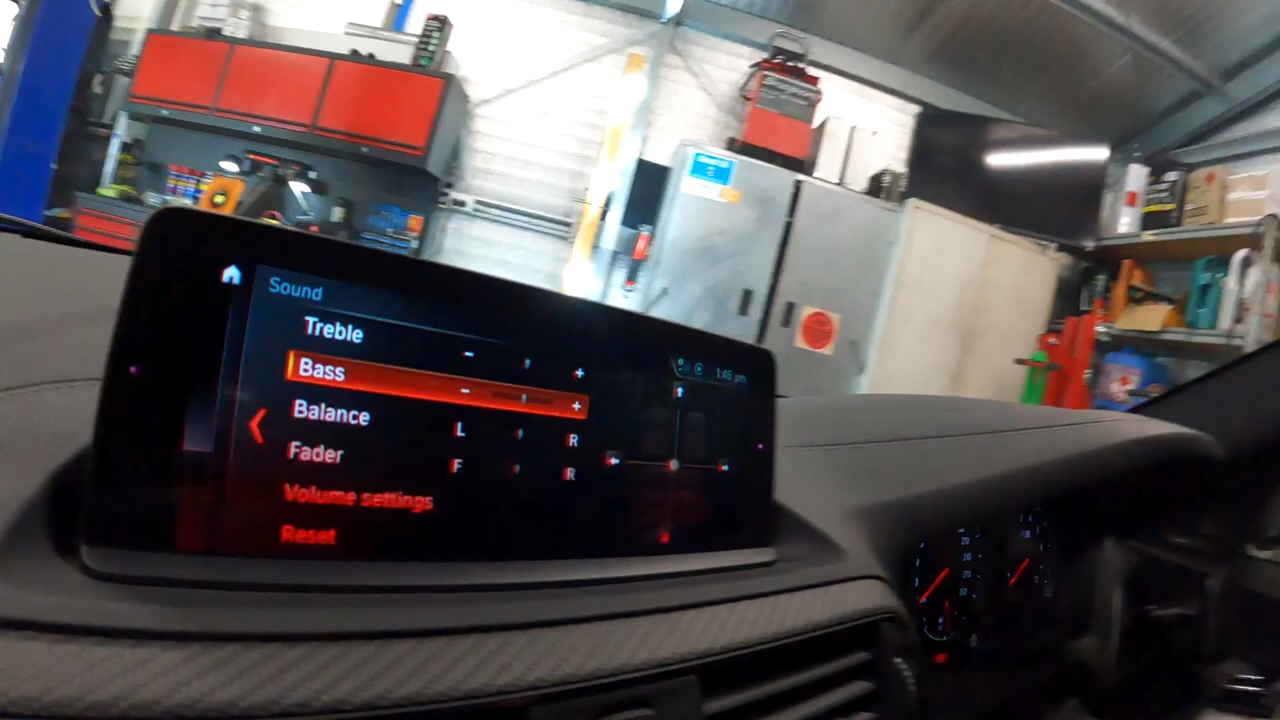 Sound
Treble
- +
1:45 pm
Bass
- +
Balance
L R
Fader
F R
Volume settings
Reset